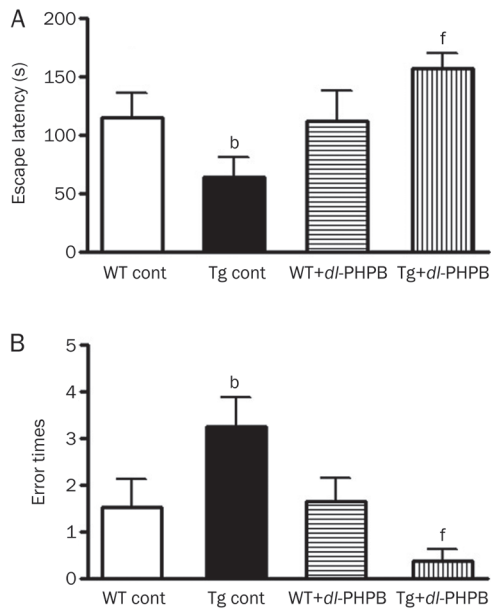 A
200
150
100
50
0
Escape latency (s)
b
f
WT cont Tg cont WT+dl-PHPB Tg+dl-PHPB
B
5
4
3
2
1
0
Error times
b
f
WT cont Tg cont WT+dl-PHPB Tg+dl-PHPB